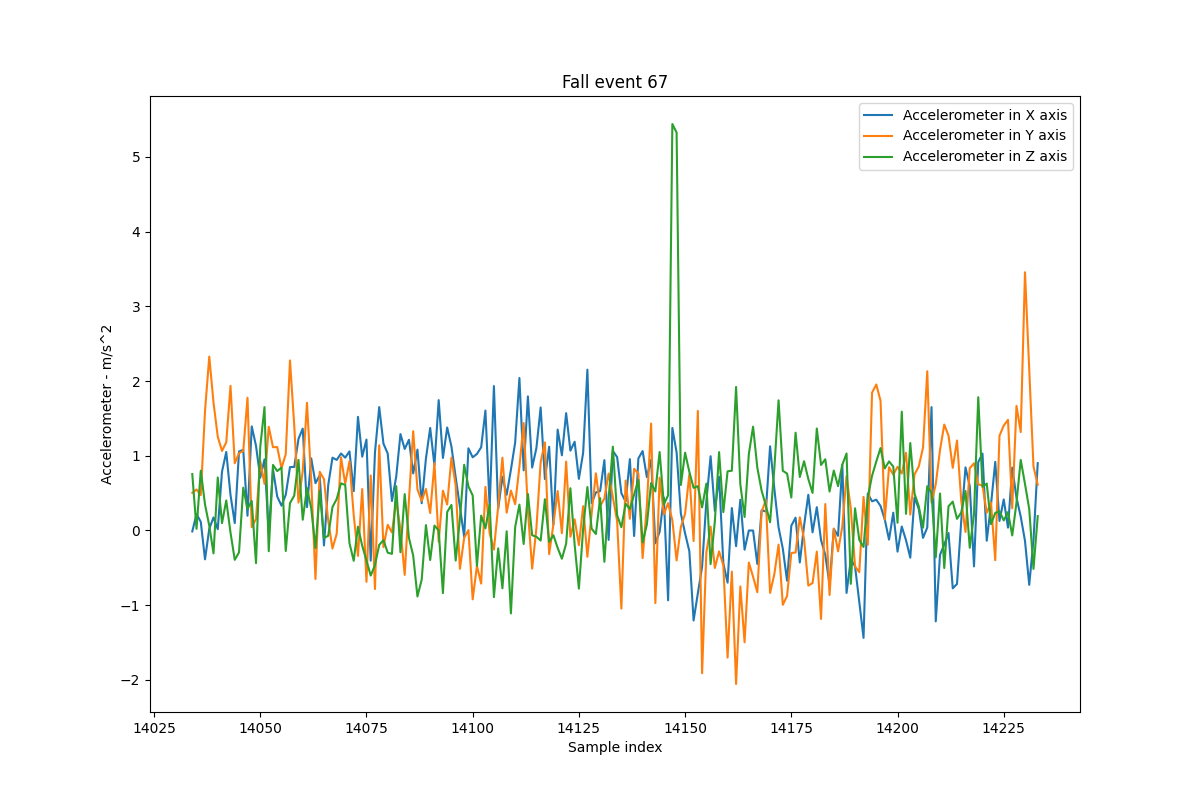 Fall event 67
Accelerometer in X axis
Accelerometer in Y axis
Accelerometer in Z axis
Accelerometer - m/s^2
5
4
3
2
1
0
−1
−2
14025 14050 14075 14100 14125 14150 14175 14200 14225
Sample index